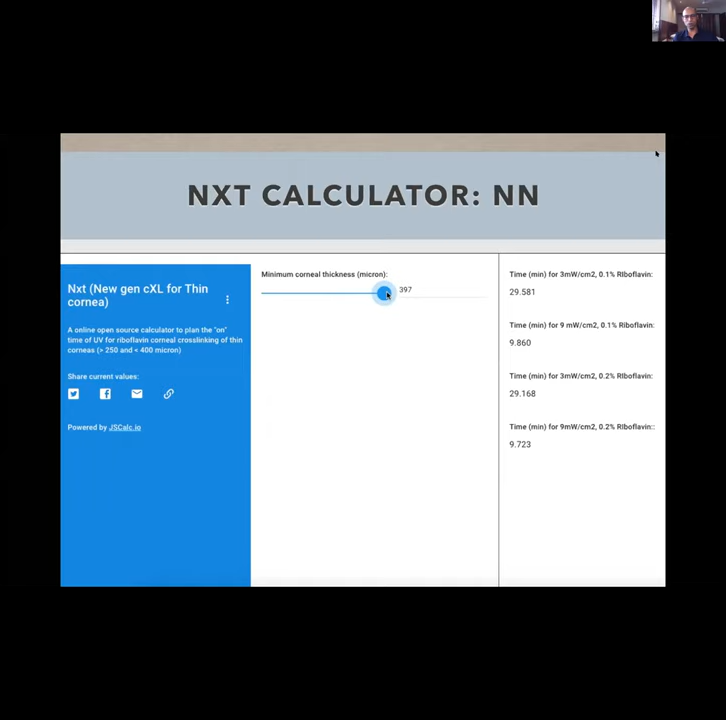 NXT CALCULATOR: NN
Nxt (New gen cXL for Thin
cornea)
A online open source calculator to plan the "on"
time of UV for riboflavin corneal crosslinking of thin
corneas (> 250 and < 400 micron)
Share current values:
Powered by JSCalc.io
Minimum corneal thickness (micron):
397
Time (min) for 3mW/cm2, 0.1% RIboflavin:
29.581
Time (min) for 9 mW/cm2, 0.1% RIboflavin:
9.860
Time (min) for 3mW/cm2, 0.2% RIboflavin:
29.168
Time (min) for 9mW/cm2, 0.2% RIboflavin::
9.723